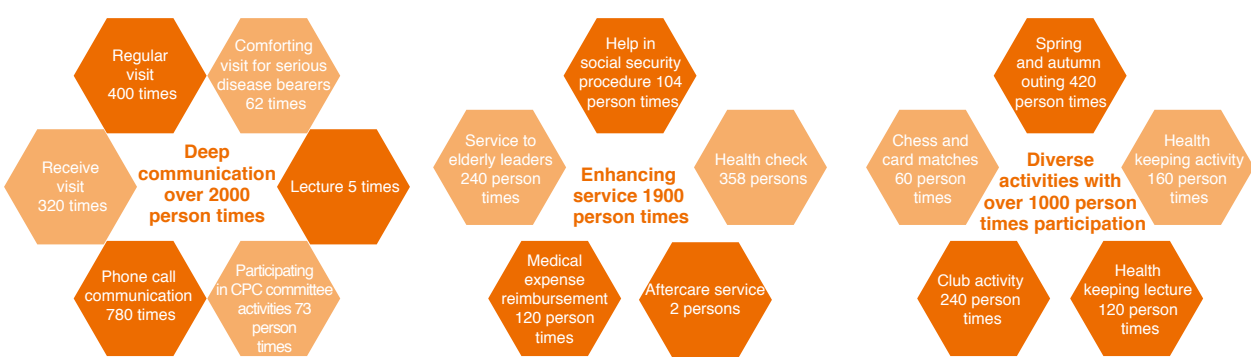 Regular
visit
400 times
Comforting
visit for serious
disease bearers
62 times
Receive
visit
320 times
Deep
communication
over 2000
person times
Lecture 5 times
Phone call
communication
780 times
Participating
in CPC committee
activities 73
person
times
Help in
social security
procedure 104
person times
Service to
elderly leaders
240 person
times
Enhancing
service 1900
person times
Health check
358 persons
Medical
expense
reimbursement
120 person
times
Aftercare service
2 persons
Spring
and autumn
outing 420
person times
Chess and
card matches
60 person
times
Diverse
activities with
over 1000 person
times participation
Health
keeping activity
160 person
times
Club activity
240 person
times
Health
keeping lecture
120 person
times